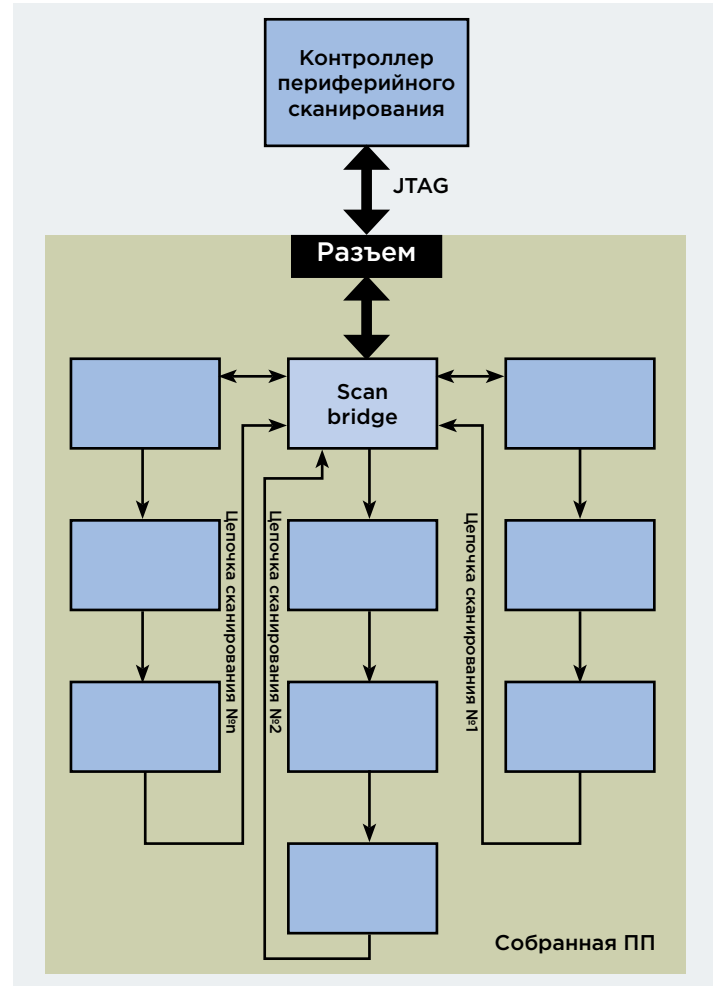 Контроллер
периферийного
сканирования
JTAG
Разъем
Scan
bridge
Цепочка сканирования №n
Цепочка сканирования №2
Цепочка сканирования №1
Собранная ПП